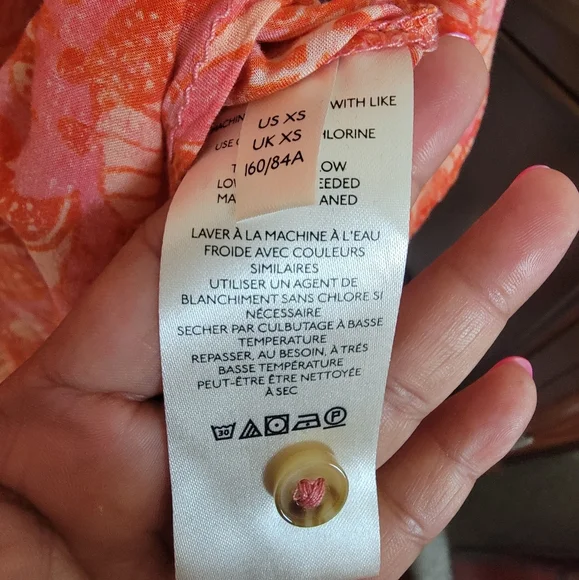 MACHIN
WITH LIKE
US XS
UK XS
160/84A
USE
HLORINE
T
OW
LOW
EEDED
MA
ANED
LAVER À LA MACHINE À L'EAU
FROIDE AVEC COULEURS
SIMILAIRES
UTILISER UN AGENT DE
BLANCHIMENT SANS CHLORE SI
NÉCESSAIRE
SECHER PAR CULBUTAGE À BASSE
TEMPERATURE
REPASSER, AU BESOIN, À TRÉS
BASSE TEMPÉRATURE
PEUT-ÊTRE ÊTRE NETTOYÉE
À SEC
30
P